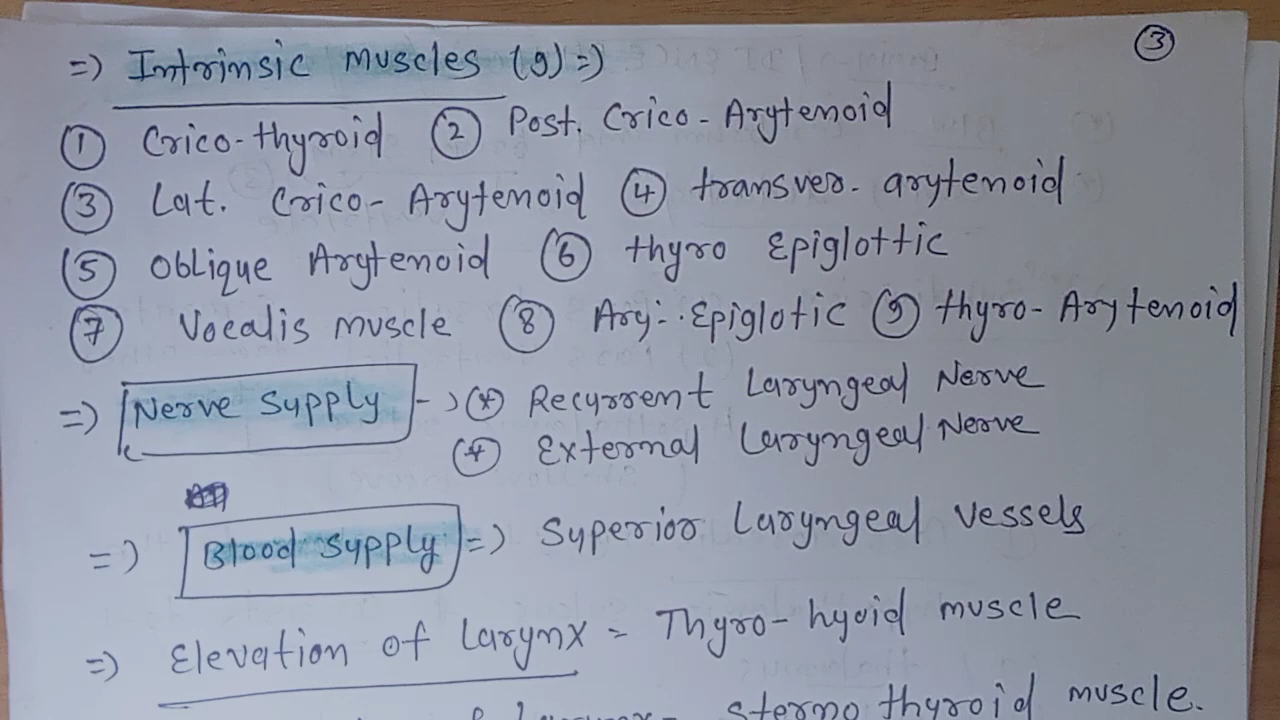 ③
=) Intrinsic muscles (9) =)
① Crico-thyroid ② Post. Crico-Arytenoid
③ Lat. Crico-Arytenoid ④ transver. arytenoid
⑤ Oblique Arytenoid ⑥ thyro Epiglottic
⑦ Vocalis muscle ⑧ Ary-Epiglotic ⑨ thyro-Arytenoid
=) Nerve Supply -> * Recurrent Laryngeal Nerve
* External Laryngeal Nerve
=) Blood supply =) Superior Laryngeal vessels
=) Elevation of Larynx = Thyro-hyoid muscle
sterno thyroid muscle.